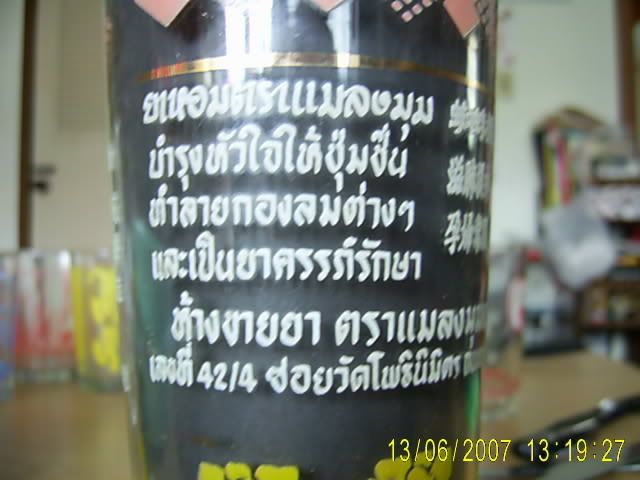 ยาหอมตราแมลงมุม
บำรุงหัวใจให้ชุ่มชื่น
ทำลายกองลมต่างๆ
และเป็นยาครรภ์รักษา
ห้างขายยา ตราแมลงมุม
เลขที่ 42/4 ซอยวัดโพธินิมิตร
13/06/2007 13:19:27